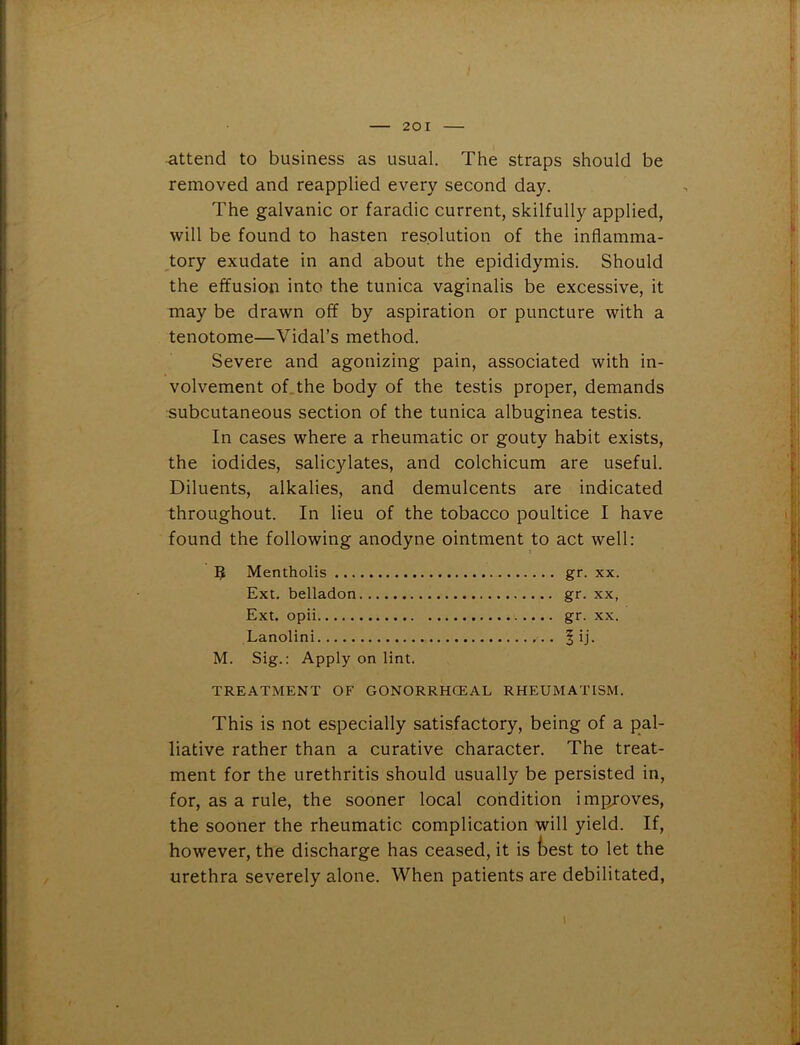 — 201 —
attend to business as usual. The straps should be
removed and reapplied every second day.
The galvanic or faradic current, skilfully applied,
will be found to hasten resolution of the inflamma-
tory exudate in and about the epididymis. Should
the effusion into the tunica vaginalis be excessive, it
may be drawn off by aspiration or puncture with a
tenotome—Vidal's method.
Severe and agonizing pain, associated with in-
volvement of the body of the testis proper, demands
subcutaneous section of the tunica albuginea testis.
In cases where a rheumatic or gouty habit exists,
the iodides, salicylates, and colchicum are useful.
Diluents, alkalies, and demulcents are indicated
throughout. In lieu of the tobacco poultice I have
found the following anodyne ointment to act well:
℞ Mentholis ........................ gr. xx.
Ext. belladon........................ gr. xx,
Ext. opii........................ gr. xx.
Lanolini........................ ℥ ij.
M. Sig.: Apply on lint.
TREATMENT OF GONORRHŒAL RHEUMATISM.
This is not especially satisfactory, being of a pal-
liative rather than a curative character. The treat-
ment for the urethritis should usually be persisted in,
for, as a rule, the sooner local condition improves,
the sooner the rheumatic complication will yield. If,
however, the discharge has ceased, it is best to let the
urethra severely alone. When patients are debilitated,